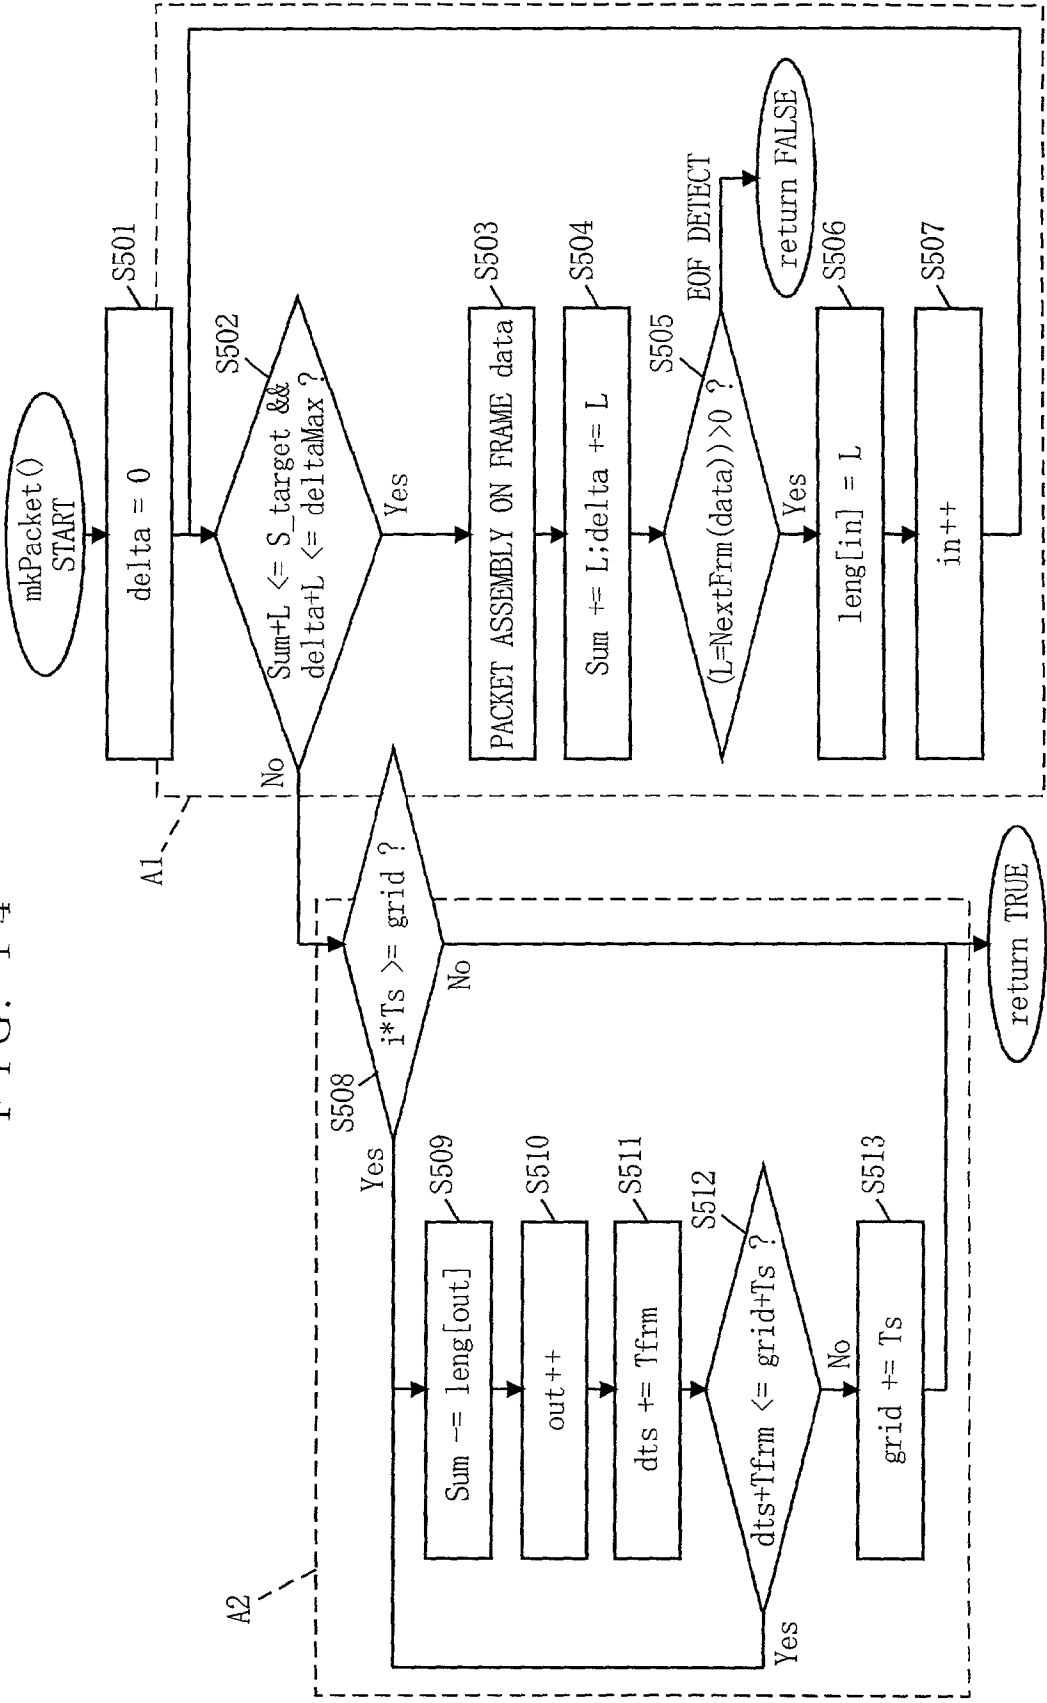 FIG. 14
mkPacket()
START
S501
delta = 0
A1
S502
Sum+L <= S_target &&
delta+L <= deltaMax ?
No
Yes
S503
PACKET ASSEMBLY ON FRAME data
S504
Sum += L;delta += L
S505
(L=NextFrm(data))>0 ?
EOF DETECT
return FALSE
Yes
S506
leng[in] = L
S507
in++
A2
S508
i*Ts >= grid ?
Yes
No
S509
Sum -= leng[out]
S510
out++
S511
dts += Tfrm
S512
dts+Tfrm <= grid+Ts ?
Yes
No
S513
grid += Ts
return TRUE